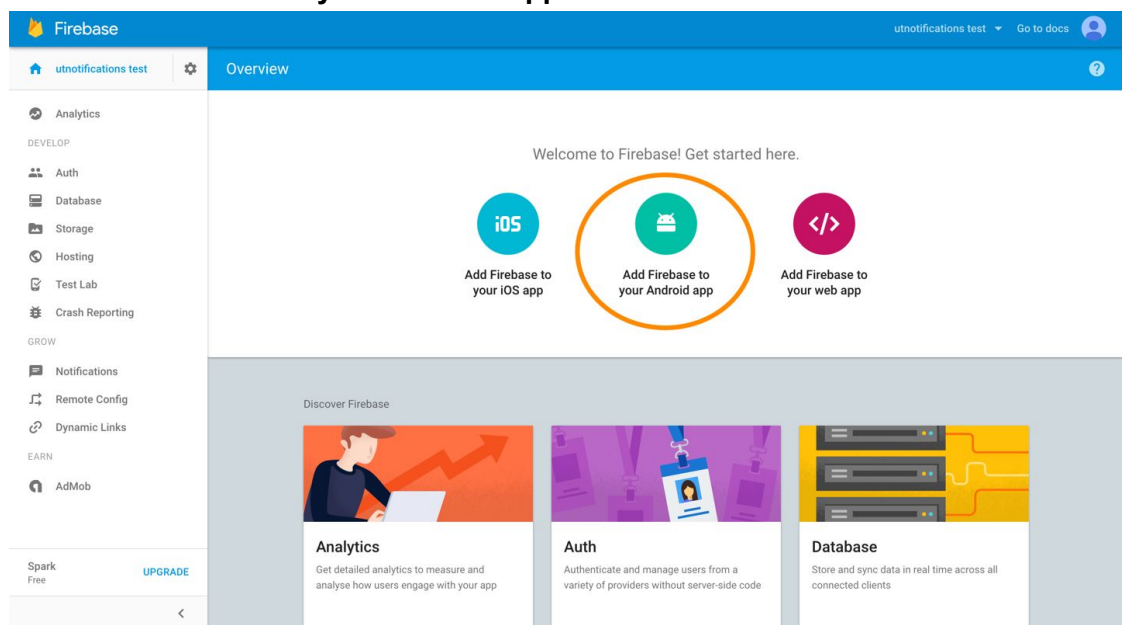 Firebase
utnotifications test
Go to docs
utnotifications test
Overview
Analytics
DEVELOP
Auth
Database
Storage
Hosting
Test Lab
Crash Reporting
GROW
Notifications
Remote Config
Dynamic Links
EARN
AdMob
Spark
Free
UPGRADE
Welcome to Firebase! Get started here.
iOS
Add Firebase to
your iOS app
Add Firebase to
your Android app
</>
Add Firebase to
your web app
Discover Firebase
Analytics
Get detailed analytics to measure and
analyse how users engage with your app
Auth
Authenticate and manage users from a
variety of providers without server-side code
Database
Store and sync data in real time across all
connected clients